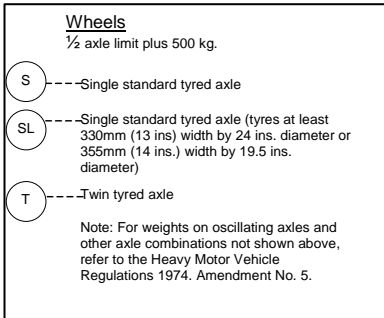 Wheels
½ axle limit plus 500 kg.
S
Single standard tyred axle
SL
Single standard tyred axle (tyres at least
330mm (13 ins) width by 24 ins. diameter or
355mm (14 ins.) width by 19.5 ins.
diameter)
T
Twin tyred axle
Note: For weights on oscillating axles and
other axle combinations not shown above,
refer to the Heavy Motor Vehicle
Regulations 1974. Amendment No. 5.